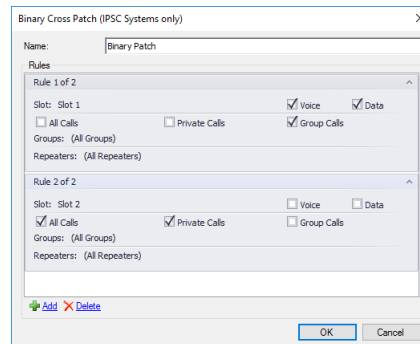 Binary Cross Patch (IPSC Systems only)
Name: Binary Patch
Rules
Rule 1 of 2
Slot: Slot 1 Voice Data
All Calls Private Calls Group Calls
Groups: (All Groups)
Repeaters: (All Repeaters)
Rule 2 of 2
Slot: Slot 2 Voice Data
All Calls Private Calls Group Calls
Groups: (All Groups)
Repeaters: (All Repeaters)
Add Delete
OK Cancel